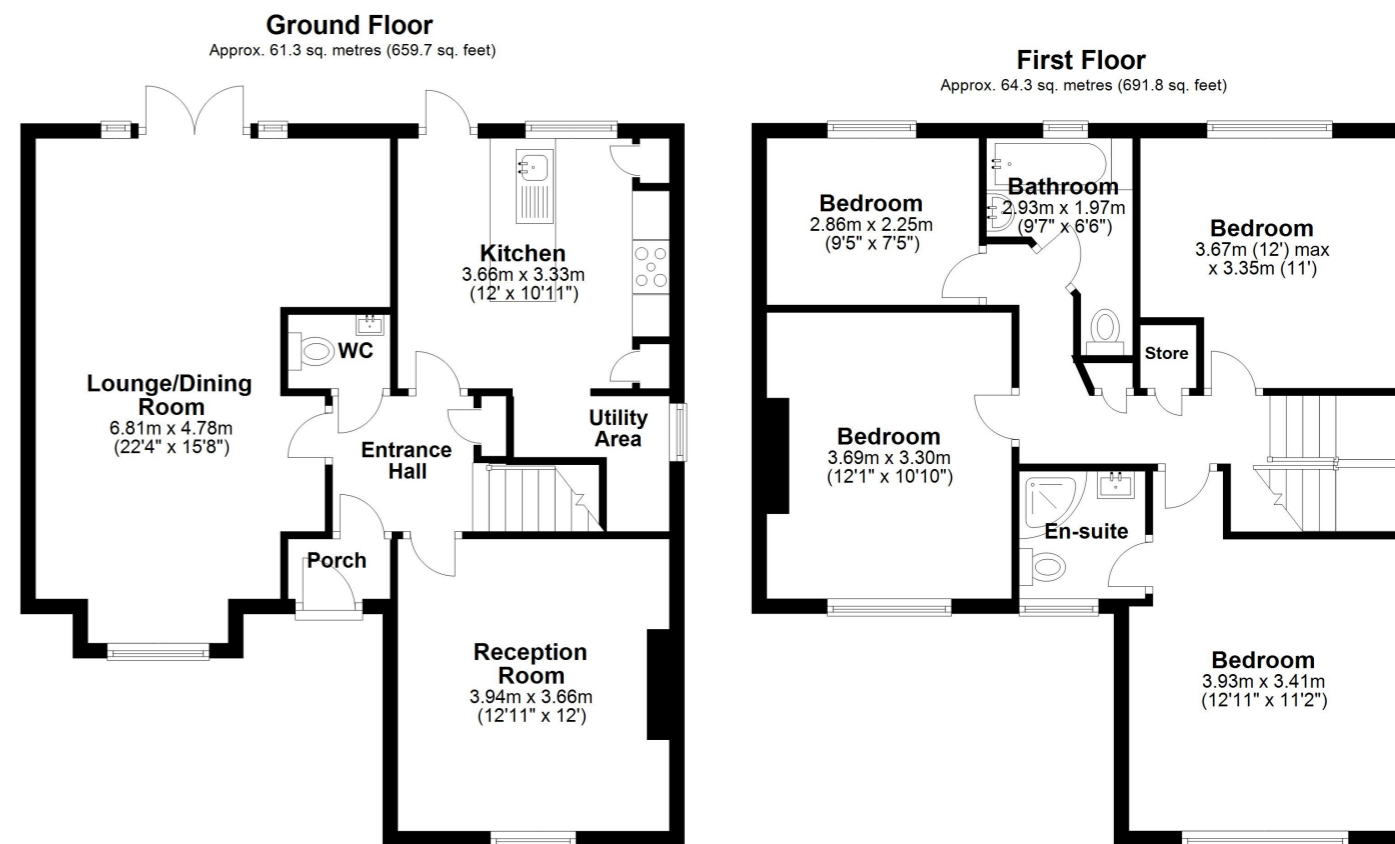 Ground Floor
Approx. 61.3 sq. metres (659.7 sq. feet)
Kitchen
3.66m x 3.33m
(12' x 10'11")
WC
Lounge/Dining
Room
6.81m x 4.78m
(22'4" x 15'8")
Utility
Area
Entrance
Hall
Porch
Reception
Room
3.94m x 3.66m
(12'11" x 12')
First Floor
Approx. 64.3 sq. metres (691.8 sq. feet)
Bedroom
2.86m x 2.25m
(9'5" x 7'5")
Bathroom
2.93m x 1.97m
(9'7" x 6'6")
Bedroom
3.67m (12') max
x 3.35m (11')
Store
Bedroom
3.69m x 3.30m
(12'1" x 10'10")
En-suite
Bedroom
3.93m x 3.41m
(12'11" x 11'2")